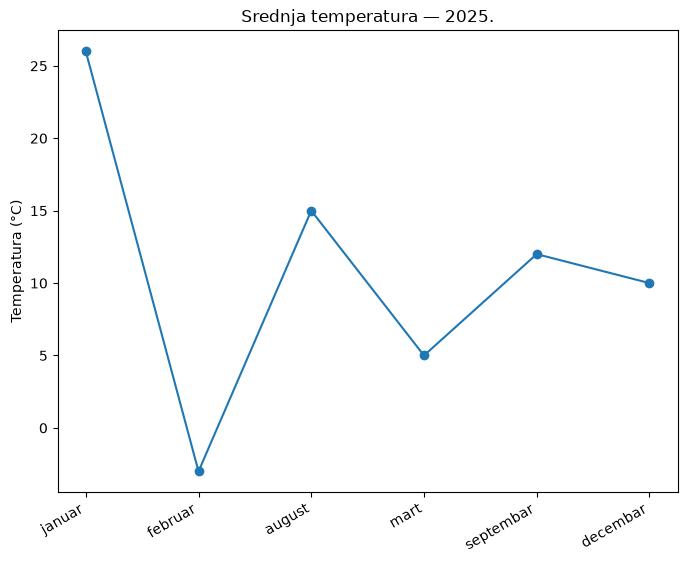 Srednja temperatura — 2025.
Temperatura (°C)
25
20
15
10
5
0
januar
februar
august
mart
septembar
decembar